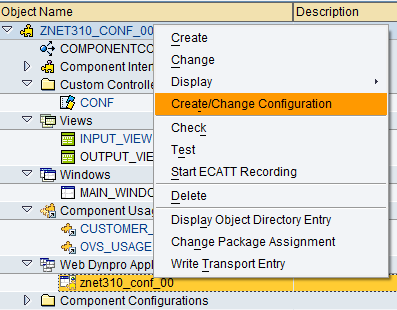 Object Name Description
ZNET310_CONF_00
COMPONENTCO
Component Inte
Custom Controlle
CONF
Views
INPUT_VIEW
OUTPUT_VIE
Windows
MAIN_WINDO
Component Usag
CUSTOMER_
OVS_USAGE
Web Dynpro Appl
znet310_conf_00
Component Configurations
Create
Change
Display
Create/Change Configuration
Check
Test
Start ECATT Recording
Delete
Display Object Directory Entry
Change Package Assignment
Write Transport Entry